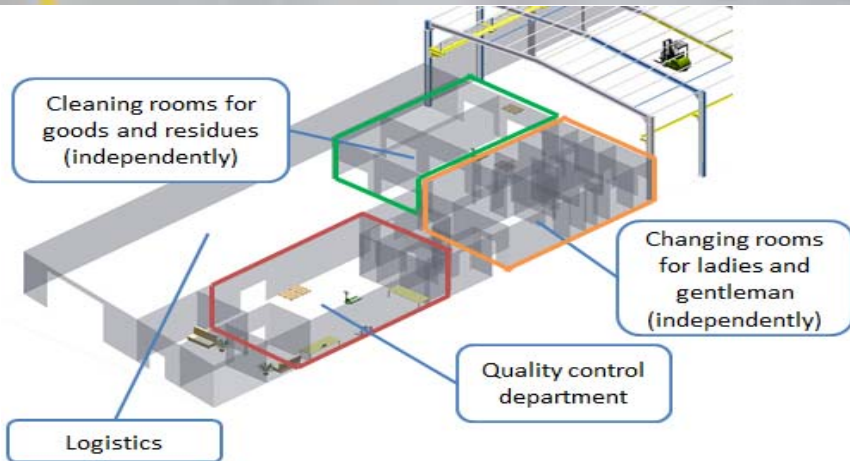 Cleaning rooms for
goods and residues
(independently)
Changing rooms
for ladies and
gentleman
(independently)
Quality control
department
Logistics